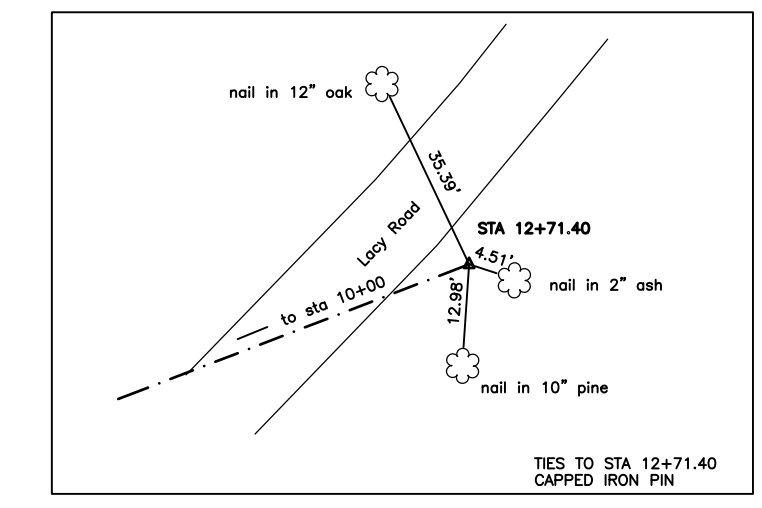 nail in 12” oak
35.39'
Lacy Road
STA 12+71.40
4.51'
to sta 10+00
12.98'
nail in 2” ash
nail in 10” pine
TIES TO STA 12+71.40
CAPPED IRON PIN